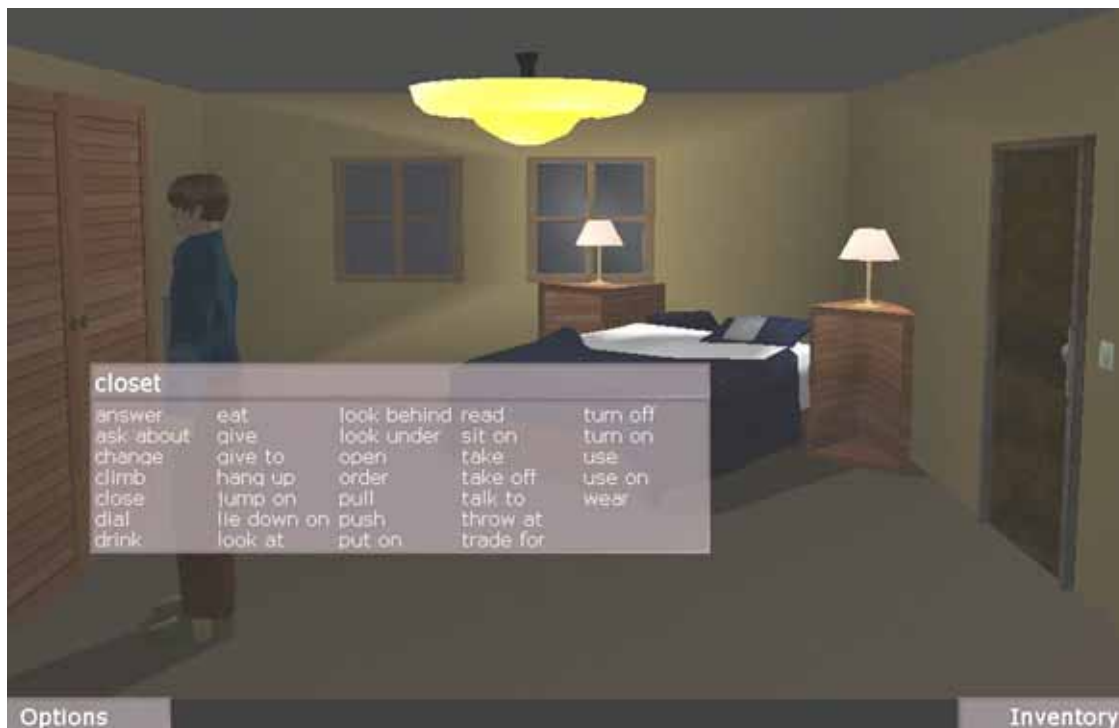 closet
answer eat look behind read turn off
ask about give look under sit on turn on
change give to open take use
climb hang up order take off use on
close jump on pull talk to wear
dial lie down on push throw at
drink look at put on trade for
Options Inventory